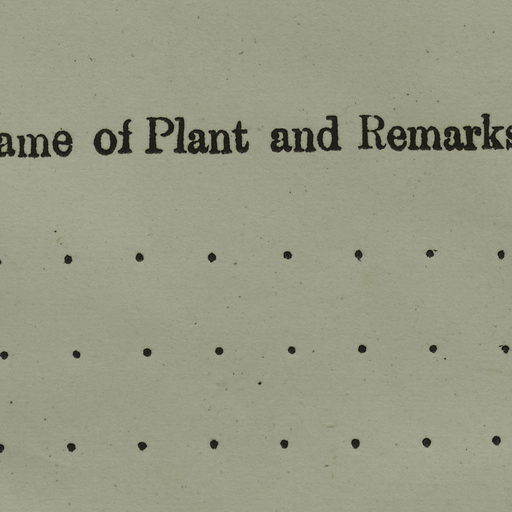 ame of Plant and Remarks